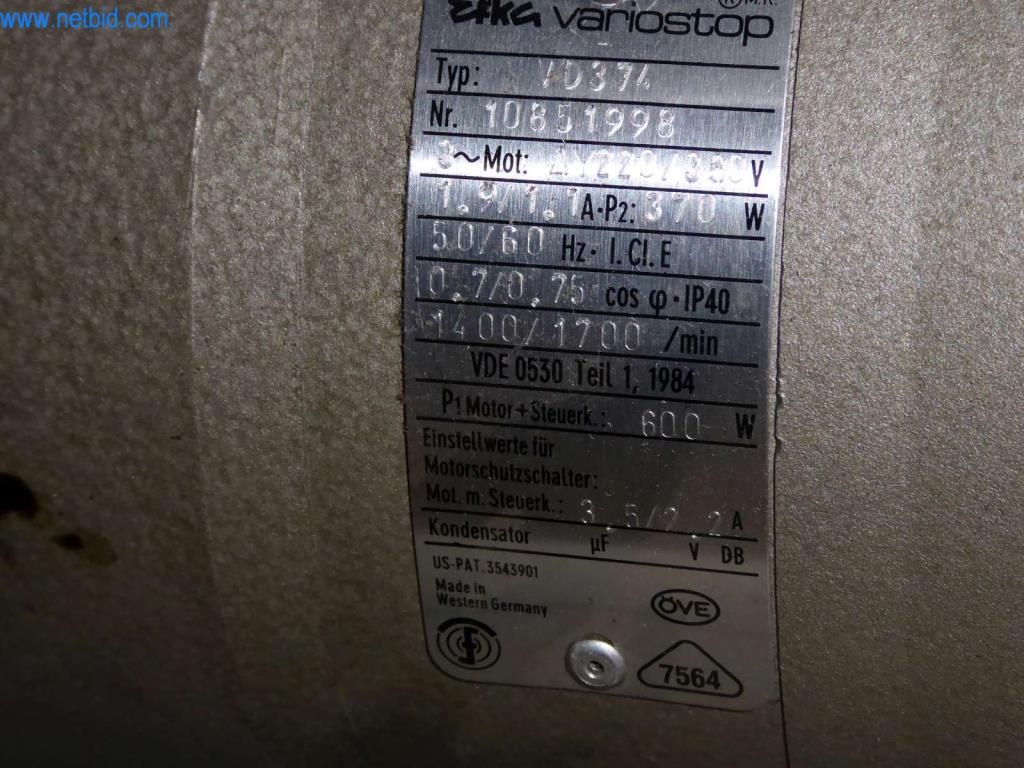 www.netbid.com
Efka variostop ® M.R.
Typ: VD374
Nr. 10851998
3~Mot: ΔY220/380 V
1.9/1.1 A·P2: 370 W
50/60 Hz· I.Cl.E
0.7/0.75 cos φ·IP40
1400/1700 /min
VDE 0530 Teil 1, 1984
P1 Motor+Steuerk.: 600 W
Einstellwerte für
Motorschutzschalter:
Mot. m. Steuerk.: 3.5/2.2 A
Kondensator µF V DB
US-PAT.3543901
Made in
Western Germany
ÖVE
7564